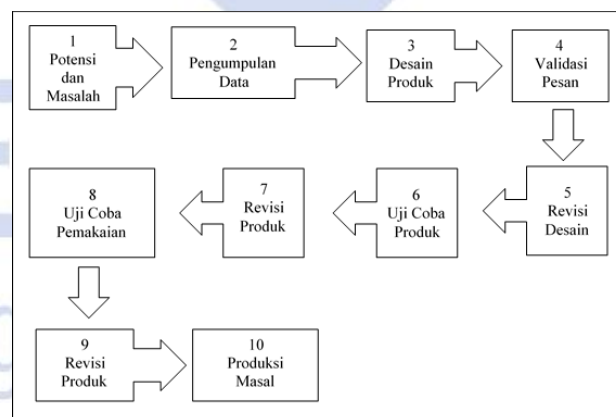 1
Potensi
dan
Masalah
2
Pengumpulan
Data
3
Desain
Produk
4
Validasi
Pesan
5
Revisi
Desain
6
Uji Coba
Produk
7
Revisi
Produk
8
Uji Coba
Pemakaian
9
Revisi
Produk
10
Produksi
Masal